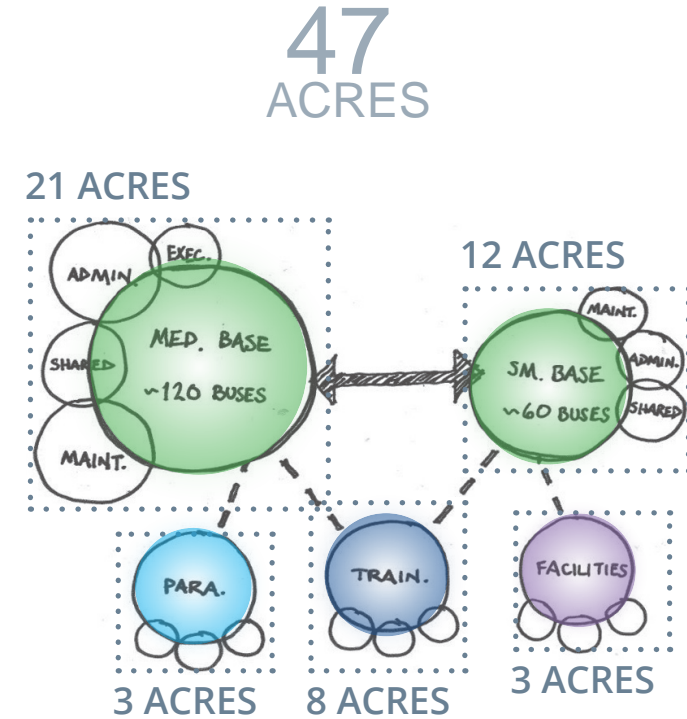 47
ACRES
21 ACRES
12 ACRES
EXEC.
ADMIN.
MED. BASE
~120 BUSES
SHARED
MAINT.
MAINT.
ADMIN.
SHARED
SM. BASE
~60 BUSES
PARA.
TRAIN.
FACILITIES
3 ACRES
8 ACRES
3 ACRES